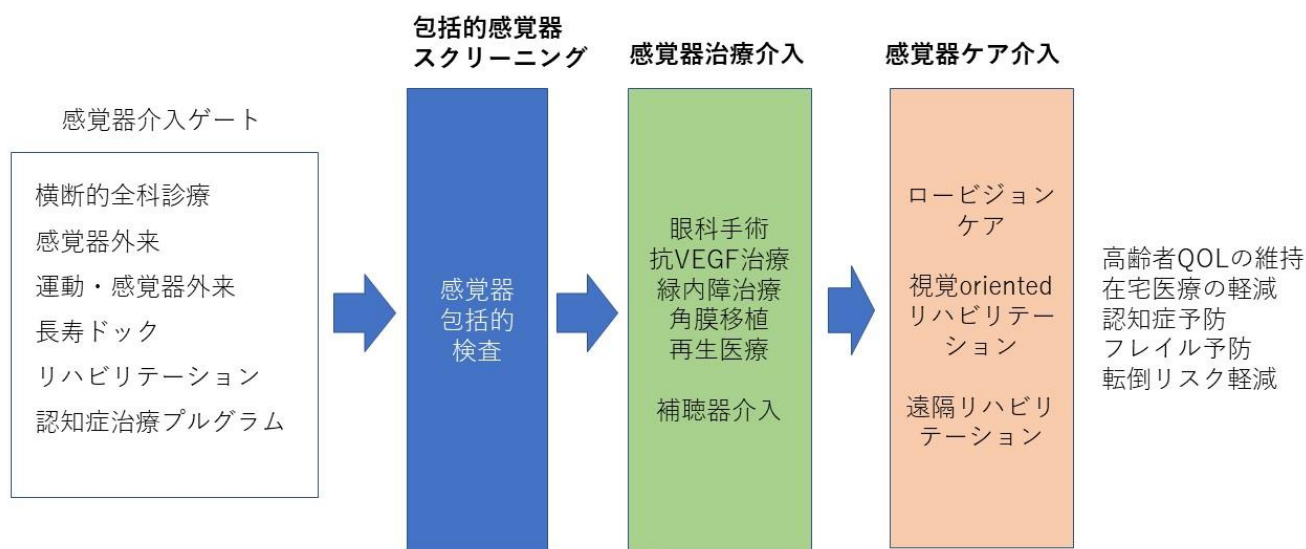 包括的感覚器
スクリーニング
感覚器治療介入
感覚器ケア介入
感覚器介入ゲート
横断的全科診療
感覚器外来
運動・感覚器外来
長寿ドック
リハビリテーション
認知症治療プルグラム
感覚器
包括的
検査
眼科手術
抗VEGF治療
緑内障治療
角膜移植
再生医療
補聴器介入
ロービジョン
ケア
視覚oriented
リハビリテー
ション
遠隔リハビリ
テーション
高齢者QOLの維持
在宅医療の軽減
認知症予防
フレイル予防
転倒リスク軽減